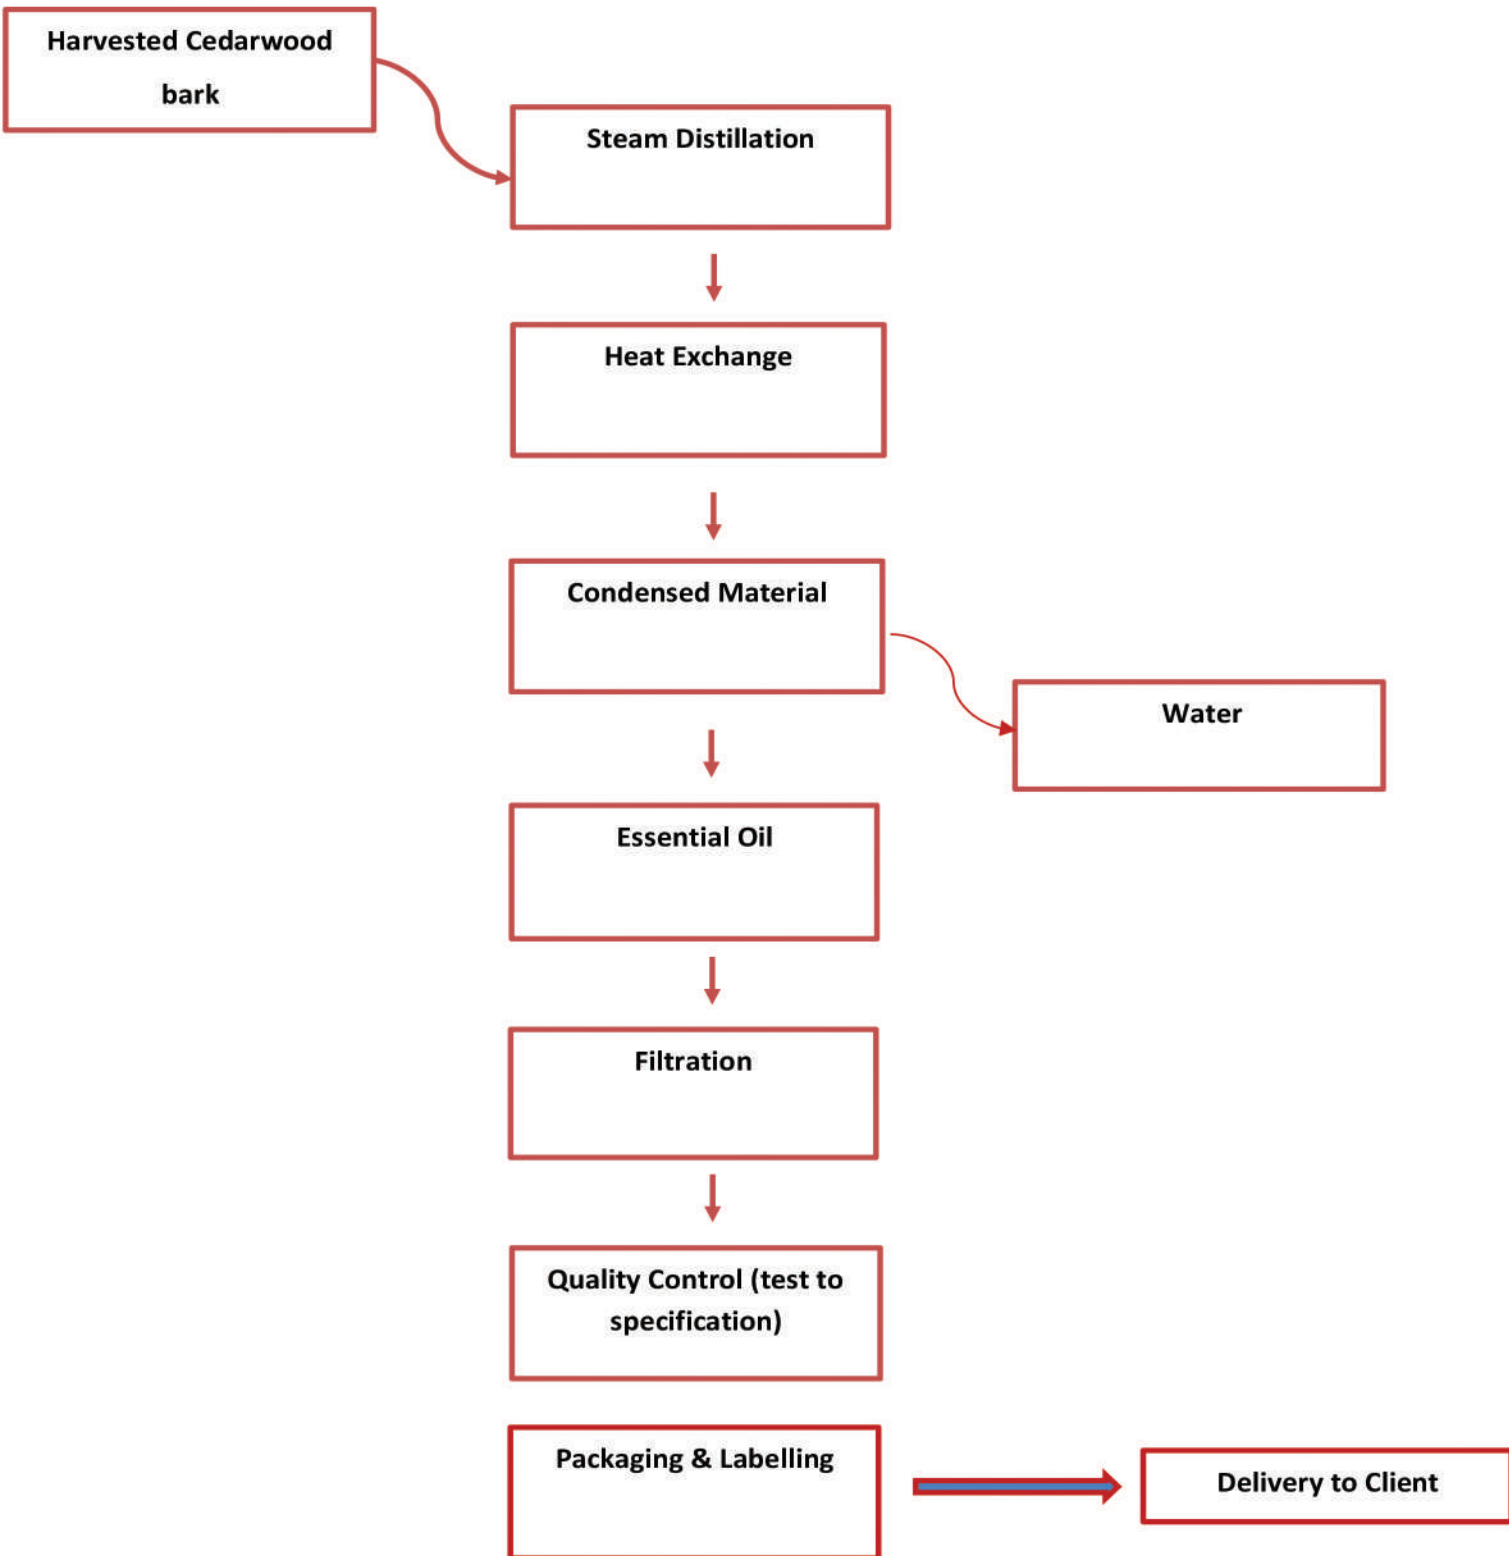 Harvested Cedarwood
bark
Steam Distillation
Heat Exchange
Condensed Material
Water
Essential Oil
Filtration
Quality Control (test to
specification)
Packaging & Labelling
Delivery to Client